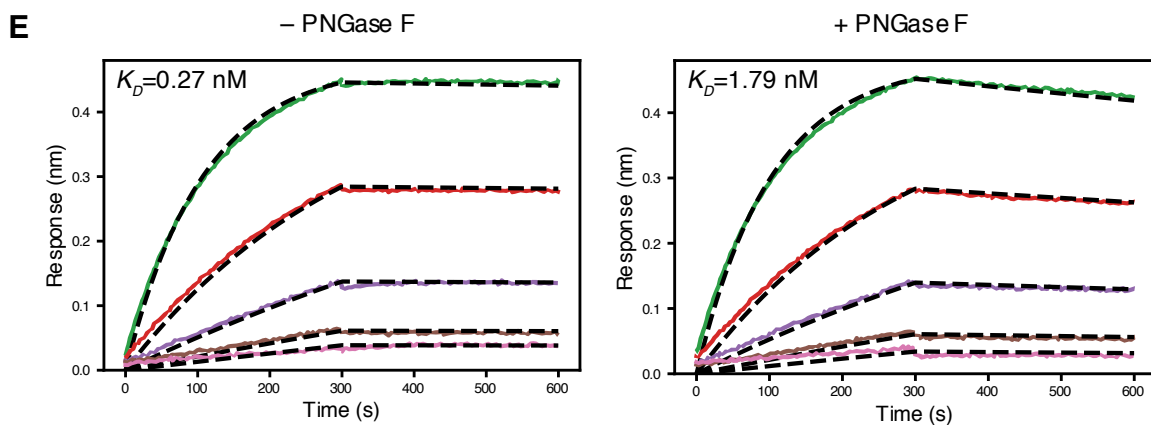 E
– PNGase F
+ PNGase F
K_D=0.27 nM
K_D=1.79 nM
Response (nm)
0.4
0.3
0.2
0.1
0.0
0 100 200 300 400 500 600
Time (s)
Response (nm)
0.4
0.3
0.2
0.1
0.0
0 100 200 300 400 500 600
Time (s)